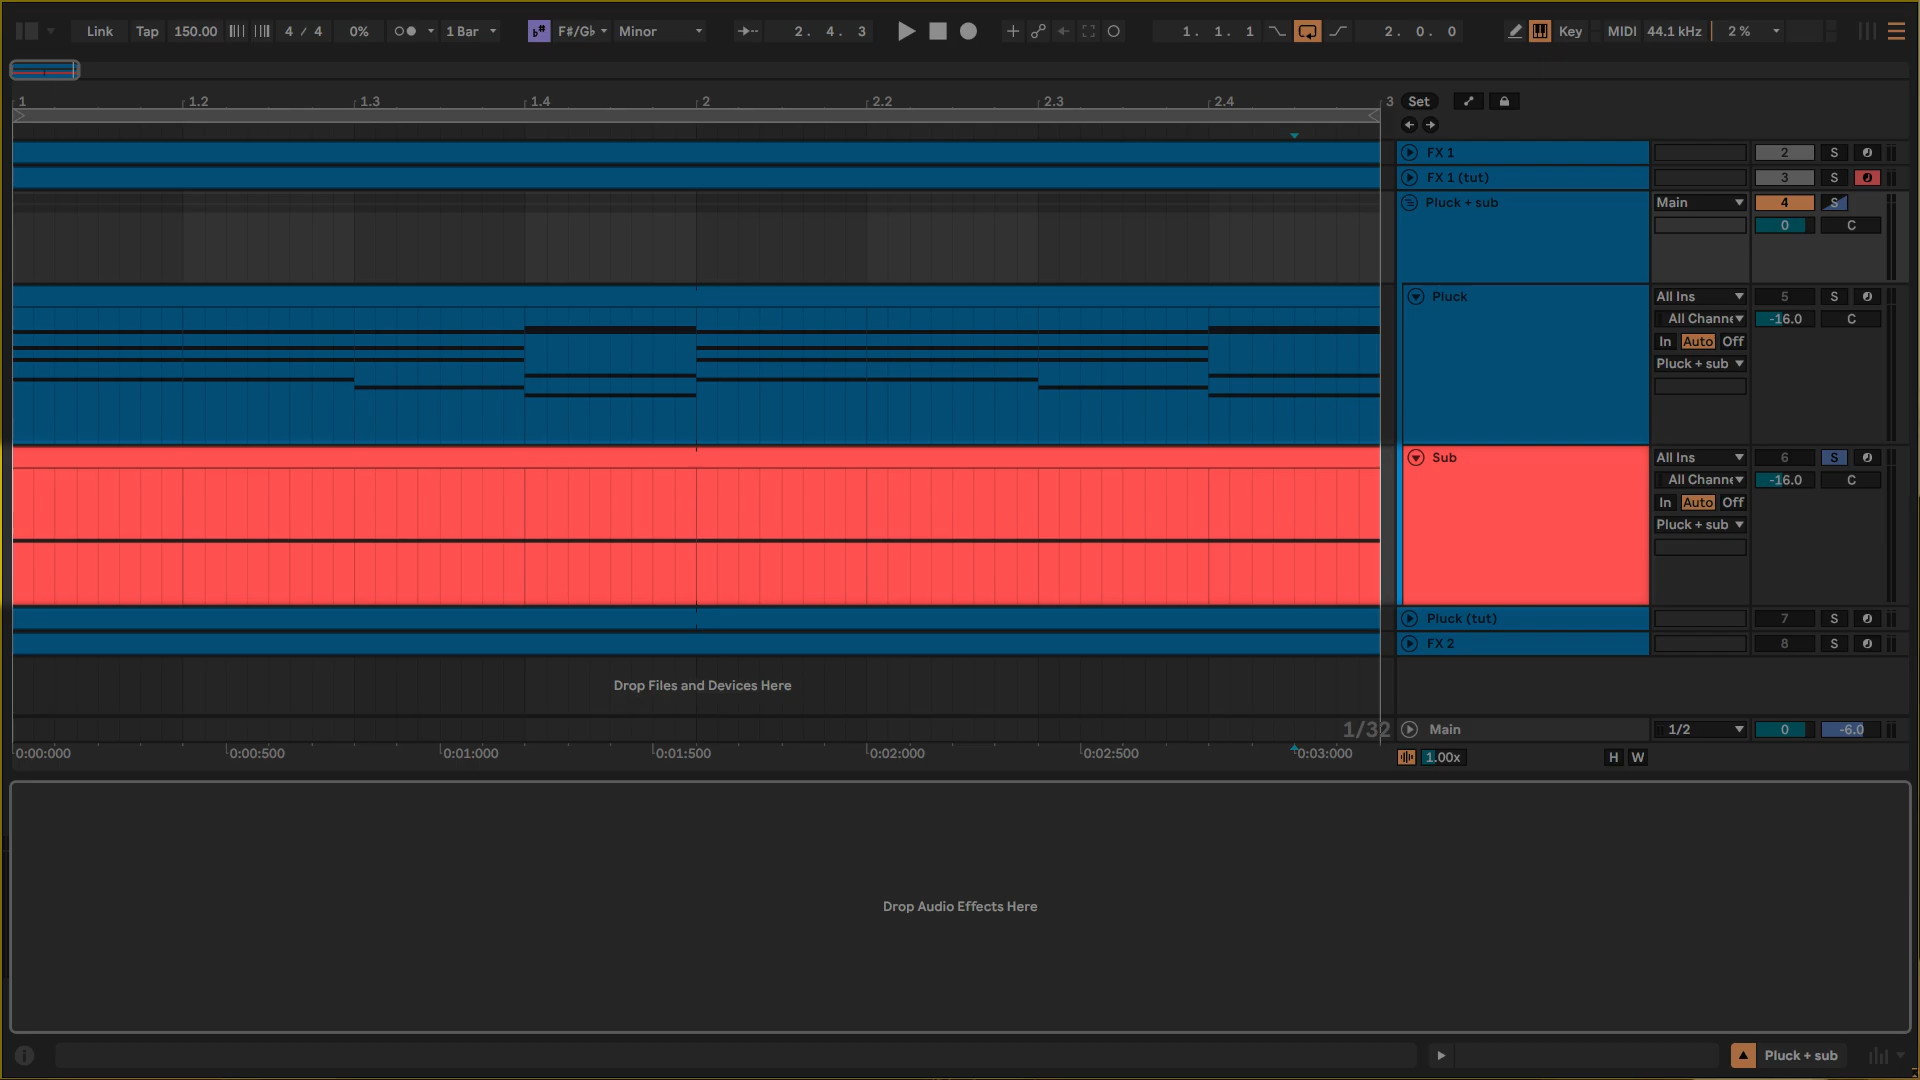 Link Tap 150.00 4 / 4 0% 1 Bar F#/G♭ Minor 2. 4. 3 1. 1. 1 2. 0. 0 Key MIDI 44.1 kHz 2 %
1 1.2 1.3 1.4 2 2.2 2.3 2.4 3 Set
FX 1 2 S
FX 1 (tut) 3 S
Pluck + sub Main 4 S
0 C
Pluck All Ins 5 S
All Channe -16.0 C
In Auto Off
Pluck + sub
Sub All Ins 6 S
All Channe -16.0 C
In Auto Off
Pluck + sub
Pluck (tut) 7 S
FX 2 8 S
Drop Files and Devices Here
1/32 Main 1/2 0 -6.0
0:00:000 0:00:500 0:01:000 0:01:500 0:02:000 0:02:500 0:03:000 1.00x H W
Drop Audio Effects Here
Pluck + sub